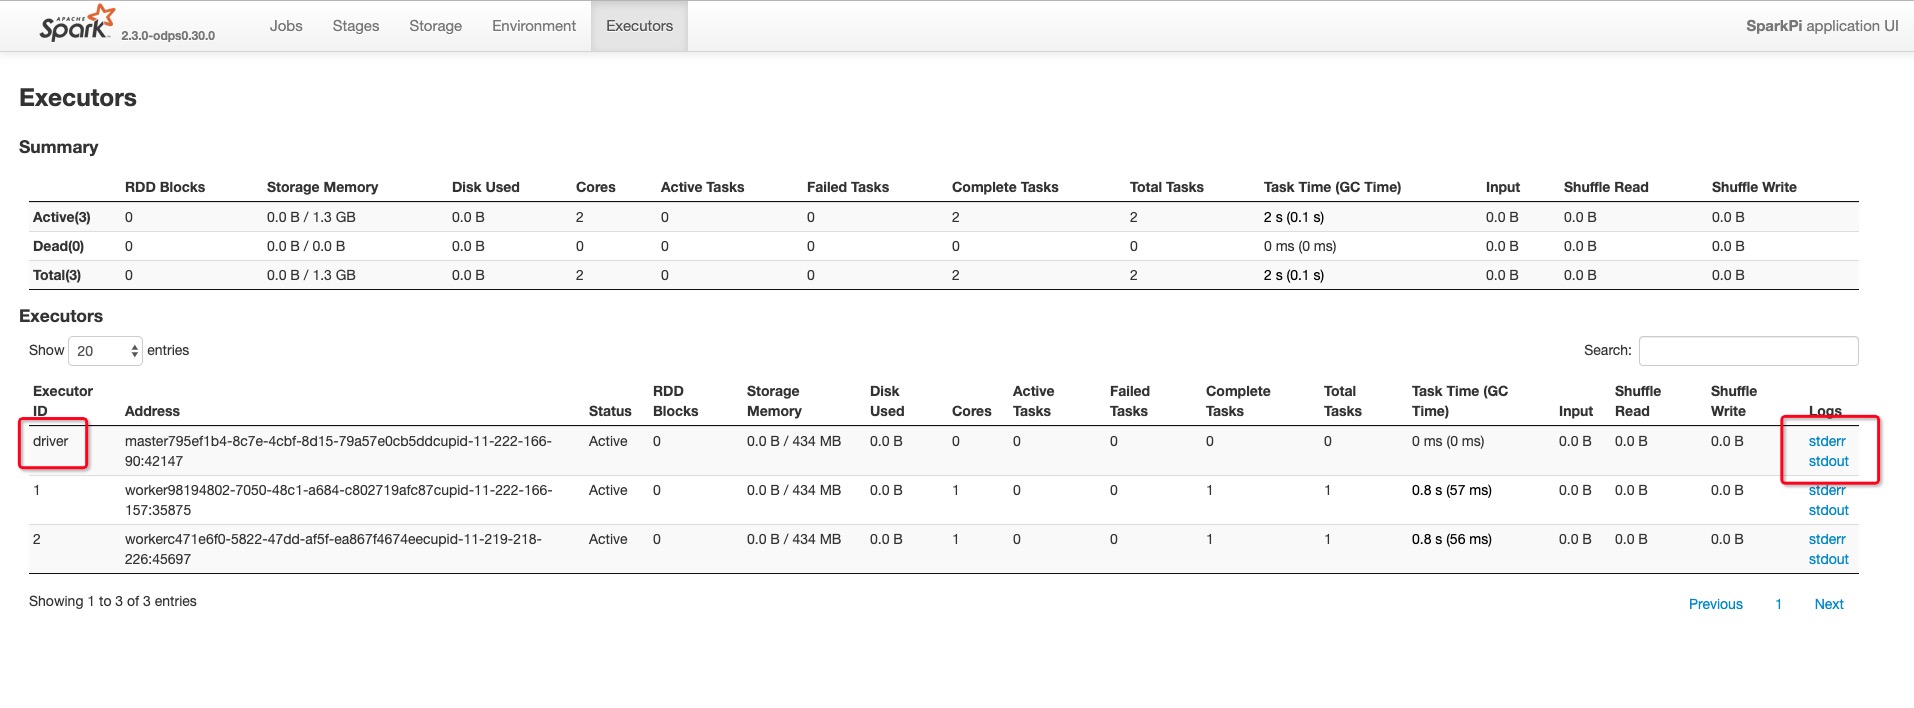 APACHE
Spark 2.3.0-odps0.30.0 Jobs Stages Storage Environment Executors SparkPi application UI
Executors
Summary
RDD Blocks Storage Memory Disk Used Cores Active Tasks Failed Tasks Complete Tasks Total Tasks Task Time (GC Time) Input Shuffle Read Shuffle Write
Active(3) 0 0.0 B / 1.3 GB 0.0 B 2 0 0 2 2 2 s (0.1 s) 0.0 B 0.0 B 0.0 B
Dead(0) 0 0.0 B / 0.0 B 0.0 B 0 0 0 0 0 0 ms (0 ms) 0.0 B 0.0 B 0.0 B
Total(3) 0 0.0 B / 1.3 GB 0.0 B 2 0 0 2 2 2 s (0.1 s) 0.0 B 0.0 B 0.0 B
Executors
Show 20 entries Search:
Executor RDD Storage Disk Active Failed Complete Total Task Time (GC Shuffle Shuffle
ID Address Status Blocks Memory Used Cores Tasks Tasks Tasks Tasks Time) Input Read Write Logs
driver master795ef1b4-8c7e-4cbf-8d15-79a57e0cb5ddcupid-11-222-166- Active 0 0.0 B / 434 MB 0.0 B 0 0 0 0 0 0 ms (0 ms) 0.0 B 0.0 B 0.0 B stderr
90:42147 stdout
1 worker98194802-7050-48c1-a684-c802719afc87cupid-11-222-166- Active 0 0.0 B / 434 MB 0.0 B 1 0 0 1 1 0.8 s (57 ms) 0.0 B 0.0 B 0.0 B stderr
157:35875 stdout
2 workerc471e6f0-5822-47dd-af5f-ea867f4674eecupid-11-219-218- Active 0 0.0 B / 434 MB 0.0 B 1 0 0 1 1 0.8 s (56 ms) 0.0 B 0.0 B 0.0 B stderr
226:45697 stdout
Showing 1 to 3 of 3 entries Previous 1 Next